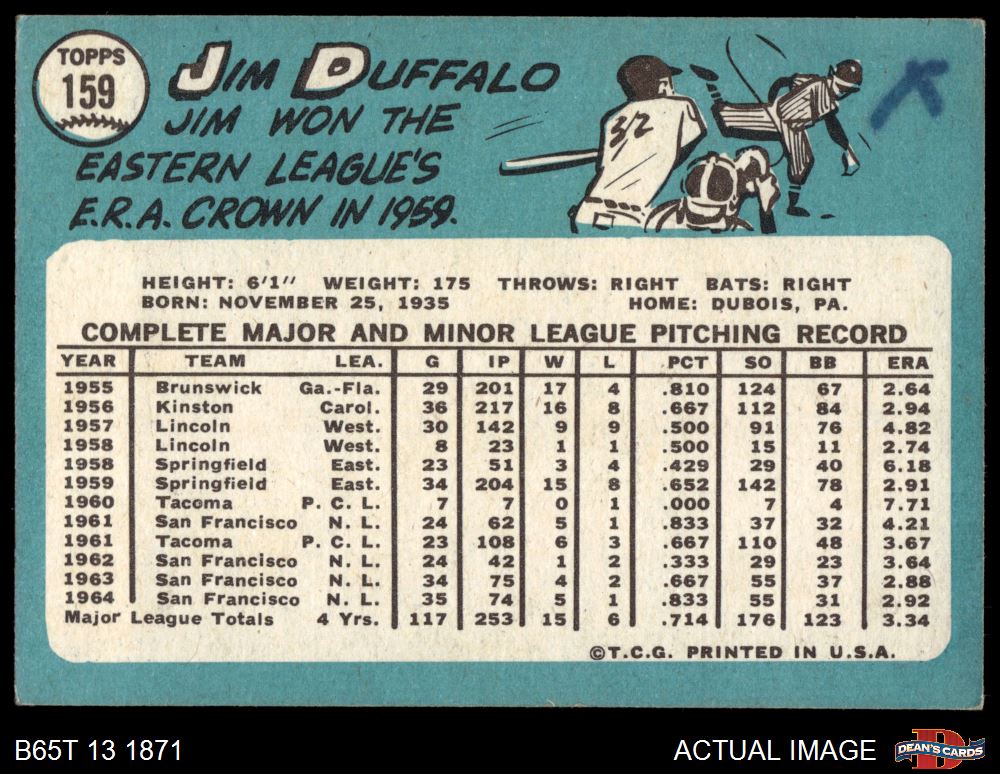 TOPPS
159
JIM DUFFALO
JIM WON THE
EASTERN LEAGUE'S
E.R.A. CROWN IN 1959.
32
HEIGHT: 6'1" WEIGHT: 175 THROWS: RIGHT BATS: RIGHT
BORN: NOVEMBER 25, 1935 HOME: DUBOIS, PA.
COMPLETE MAJOR AND MINOR LEAGUE PITCHING RECORD
YEAR TEAM LEA. G IP W L PCT SO BB ERA
1955 Brunswick Ga.-Fla. 29 201 17 4 .810 124 67 2.64
1956 Kinston Carol. 36 217 16 8 .667 112 84 2.94
1957 Lincoln West. 30 142 9 9 .500 91 76 4.82
1958 Lincoln West. 8 23 1 1 .500 15 11 2.74
1958 Springfield East. 23 51 3 4 .429 29 40 6.18
1959 Springfield East. 34 204 15 8 .652 142 78 2.91
1960 Tacoma P. C. L. 7 7 0 1 .000 7 4 7.71
1961 San Francisco N. L. 24 62 5 1 .833 37 32 4.21
1961 Tacoma P. C. L. 23 108 6 3 .667 110 48 3.67
1962 San Francisco N. L. 24 42 1 2 .333 29 23 3.64
1963 San Francisco N. L. 34 75 4 2 .667 55 37 2.88
1964 San Francisco N. L. 35 74 5 1 .833 55 31 2.92
Major League Totals 4 Yrs. 117 253 15 6 .714 176 123 3.34
©T.C.G. PRINTED IN U.S.A.
B65T 13 1871 ACTUAL IMAGE DEAN'S CARDS